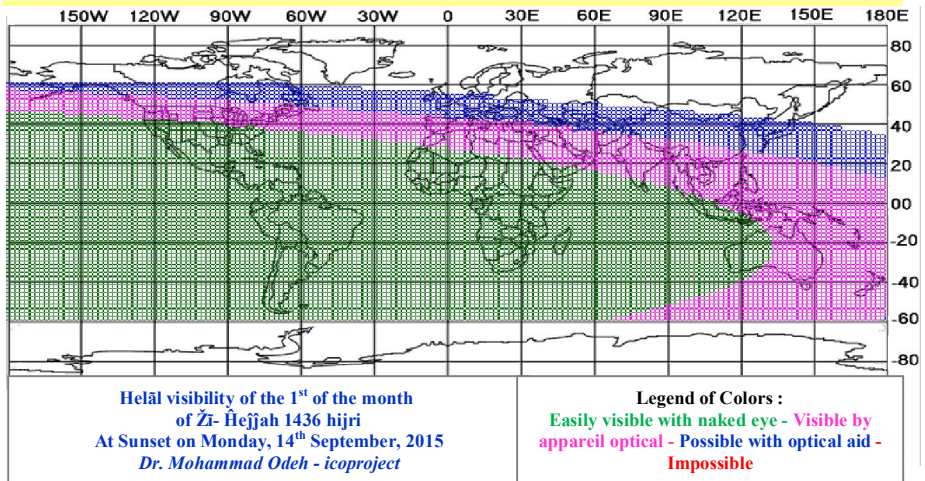 150W 120W 90W 60W 30W 0 30E 60E 90E 120E 150E 180E
80
60
40
20
00
-20
-40
-60
-80
Helāl visibility of the 1st of the month
of Žī- Ĥeĵĵah 1436 hijri
At Sunset on Monday, 14th September, 2015
Dr. Mohammad Odeh - icoproject
Legend of Colors :
Easily visible with naked eye - Visible by
appareil optical - Possible with optical aid -
Impossible